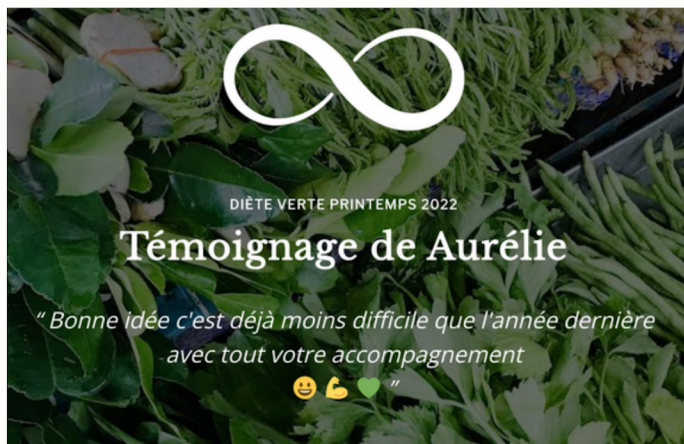 DIÈTE VERTE PRINTEMPS 2022
Témoignage de Aurélie
“ Bonne idée c'est déjà moins difficile que l'année dernière
avec tout votre accompagnement
😀 💪 💚 ”